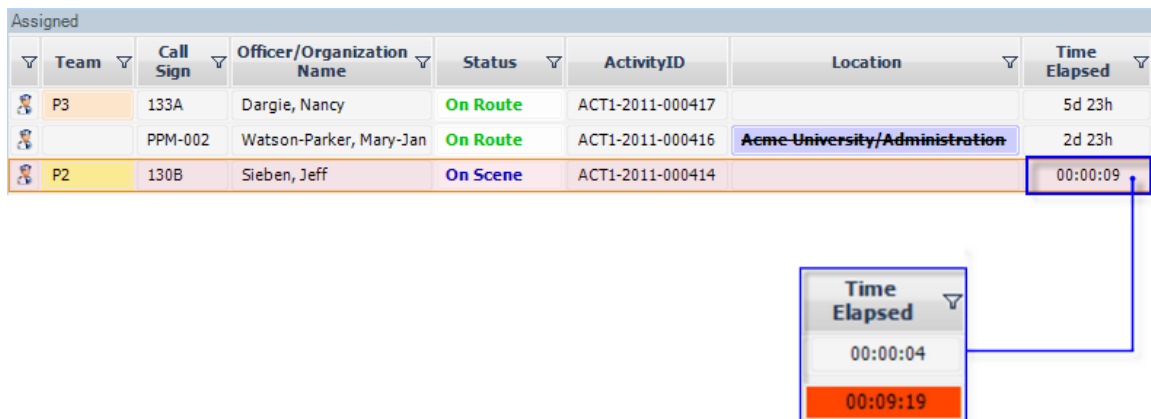 Assigned
Team Call Sign Officer/Organization Name Status ActivityID Location Time Elapsed
P3 133A Dargie, Nancy On Route ACT1-2011-000417 5d 23h
PPM-002 Watson-Parker, Mary-Jan On Route ACT1-2011-000416 Acme University/Administration 2d 23h
P2 130B Sieben, Jeff On Scene ACT1-2011-000414 00:00:09
Time
Elapsed
00:00:04
00:09:19